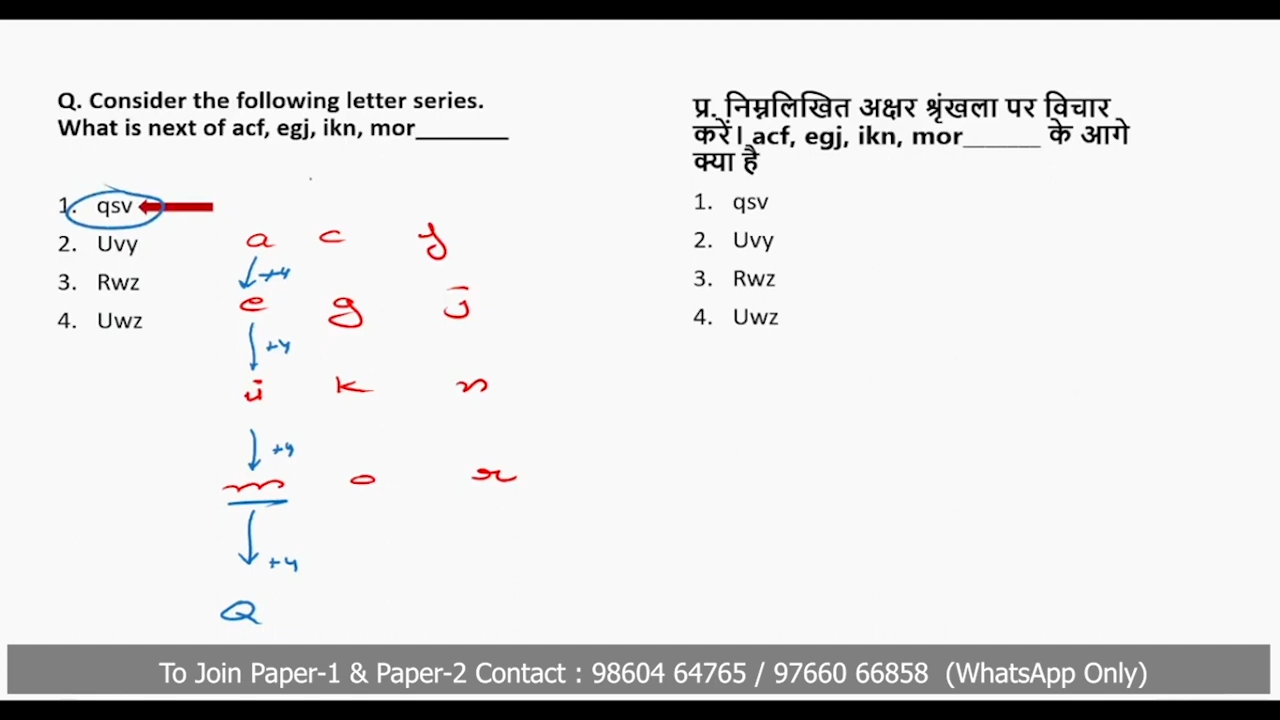 Q. Consider the following letter series.
What is next of acf, egj, ikn, mor_______
1. qsv
2. Uvy
3. Rwz
4. Uwz
a c f
+4
e g j
+4
i k n
+4
m o r
+4
Q
प्र. निम्नलिखित अक्षर श्रृंखला पर विचार
करें। acf, egj, ikn, mor______ के आगे
क्या है
1. qsv
2. Uvy
3. Rwz
4. Uwz
To Join Paper-1 & Paper-2 Contact : 98604 64765 / 97660 66858 (WhatsApp Only)